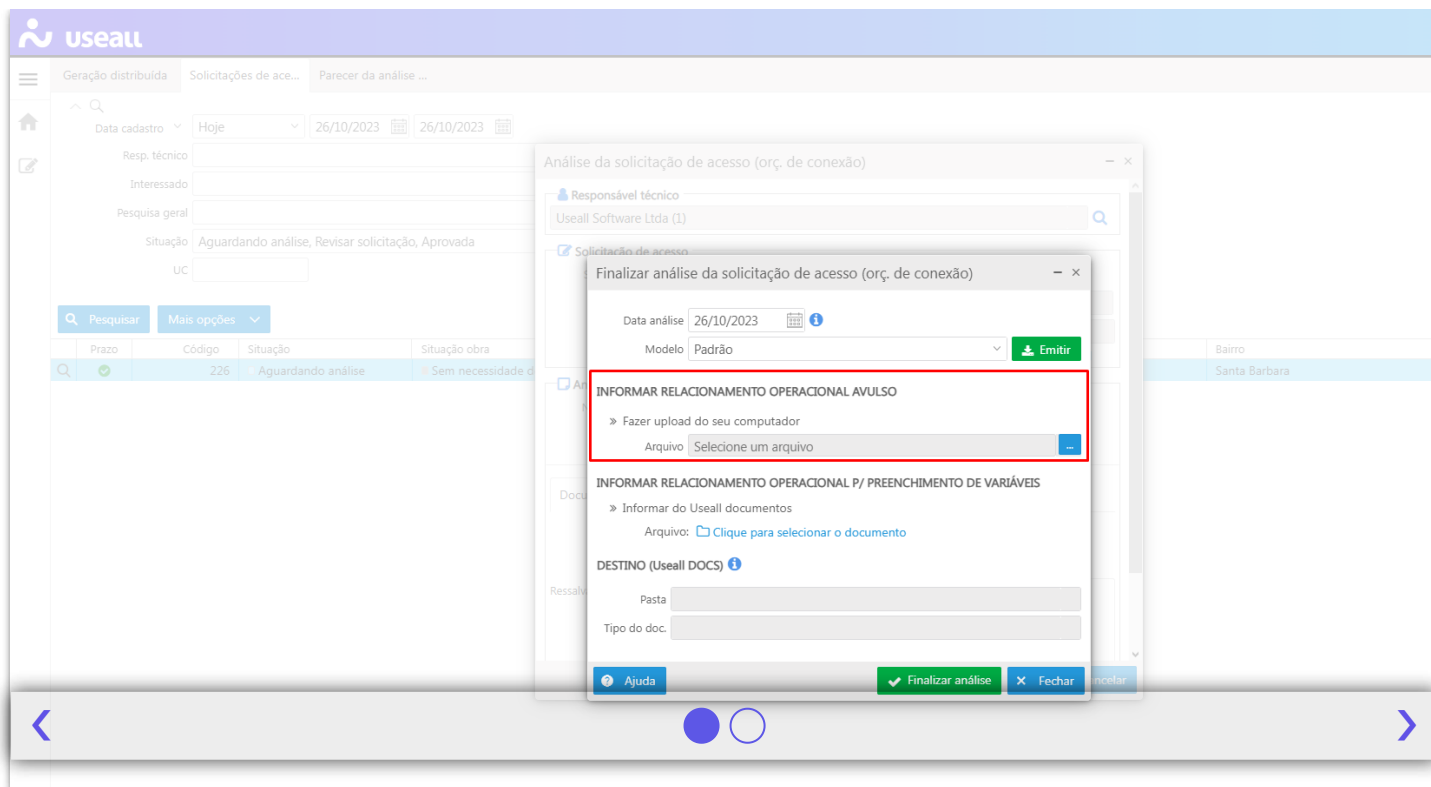 useall
Geração distribuída Solicitações de ace... Parecer da análise ...
Data cadastro Hoje 26/10/2023 26/10/2023
Resp. técnico
Interessado
Pesquisa geral
Situação Aguardando análise, Revisar solicitação, Aprovada
UC
Pesquisar Mais opções
Prazo Código Situação Situação obra Bairro
226 Aguardando análise Sem necessidade d Santa Barbara
Análise da solicitação de acesso (orç. de conexão)
Responsável técnico
Useall Software Ltda (1)
Solicitação de acesso
Finalizar análise da solicitação de acesso (orç. de conexão)
Data análise 26/10/2023
Modelo Padrão Emitir
INFORMAR RELACIONAMENTO OPERACIONAL AVULSO
» Fazer upload do seu computador
Arquivo Selecione um arquivo ...
INFORMAR RELACIONAMENTO OPERACIONAL P/ PREENCHIMENTO DE VARIÁVEIS
» Informar do Useall documentos
Arquivo: Clique para selecionar o documento
DESTINO (Useall DOCS)
Pasta
Tipo do doc.
Ajuda Finalizar análise Fechar
An
Docu
Ressalv
ncelar